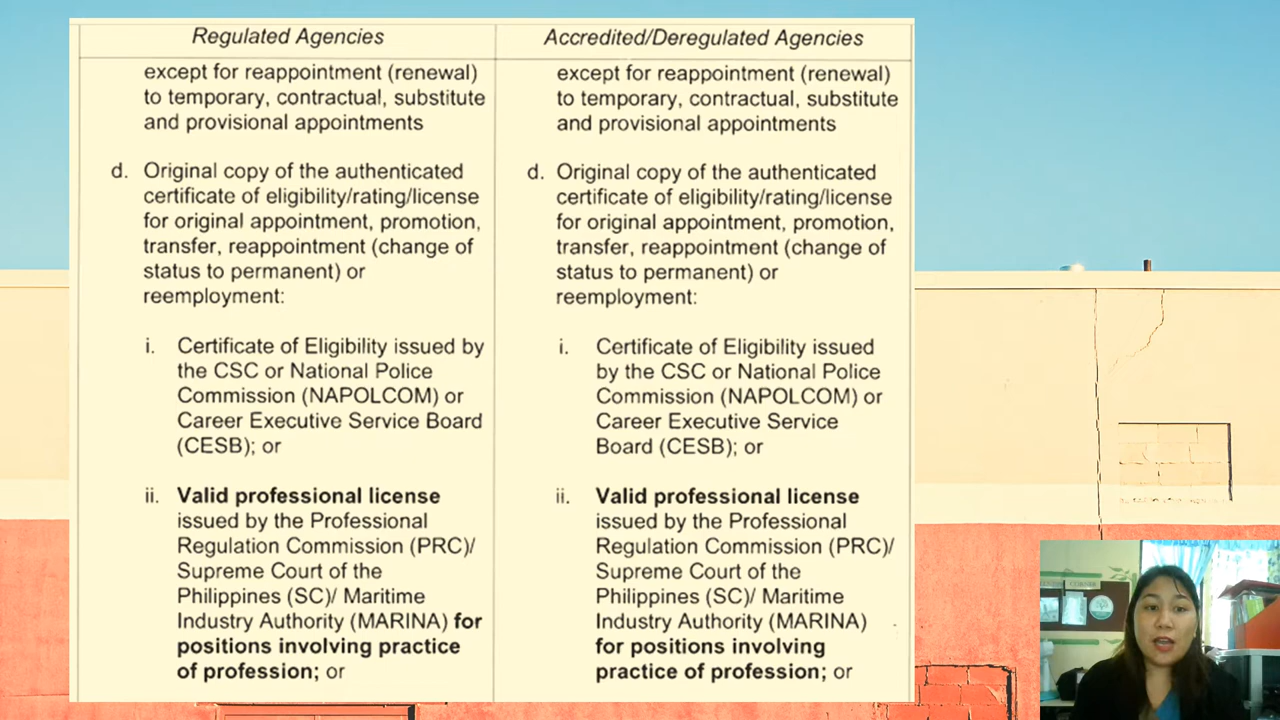 Regulated Agencies
except for reappointment (renewal)
to temporary, contractual, substitute
and provisional appointments
d. Original copy of the authenticated
certificate of eligibility/rating/license
for original appointment, promotion,
transfer, reappointment (change of
status to permanent) or
reemployment:
i. Certificate of Eligibility issued by
the CSC or National Police
Commission (NAPOLCOM) or
Career Executive Service Board
(CESB); or
ii. Valid professional license
issued by the Professional
Regulation Commission (PRC)/
Supreme Court of the
Philippines (SC)/ Maritime
Industry Authority (MARINA) for
positions involving practice
of profession; or
Accredited/Deregulated Agencies
except for reappointment (renewal)
to temporary, contractual, substitute
and provisional appointments
d. Original copy of the authenticated
certificate of eligibility/rating/license
for original appointment, promotion,
transfer, reappointment (change of
status to permanent) or
reemployment:
i. Certificate of Eligibility issued
by the CSC or National Police
Commission (NAPOLCOM) or
Career Executive Service
Board (CESB); or
ii. Valid professional license
issued by the Professional
Regulation Commission (PRC)/
Supreme Court of the
Philippines (SC)/ Maritime
Industry Authority (MARINA)
for positions involving
practice of profession; or